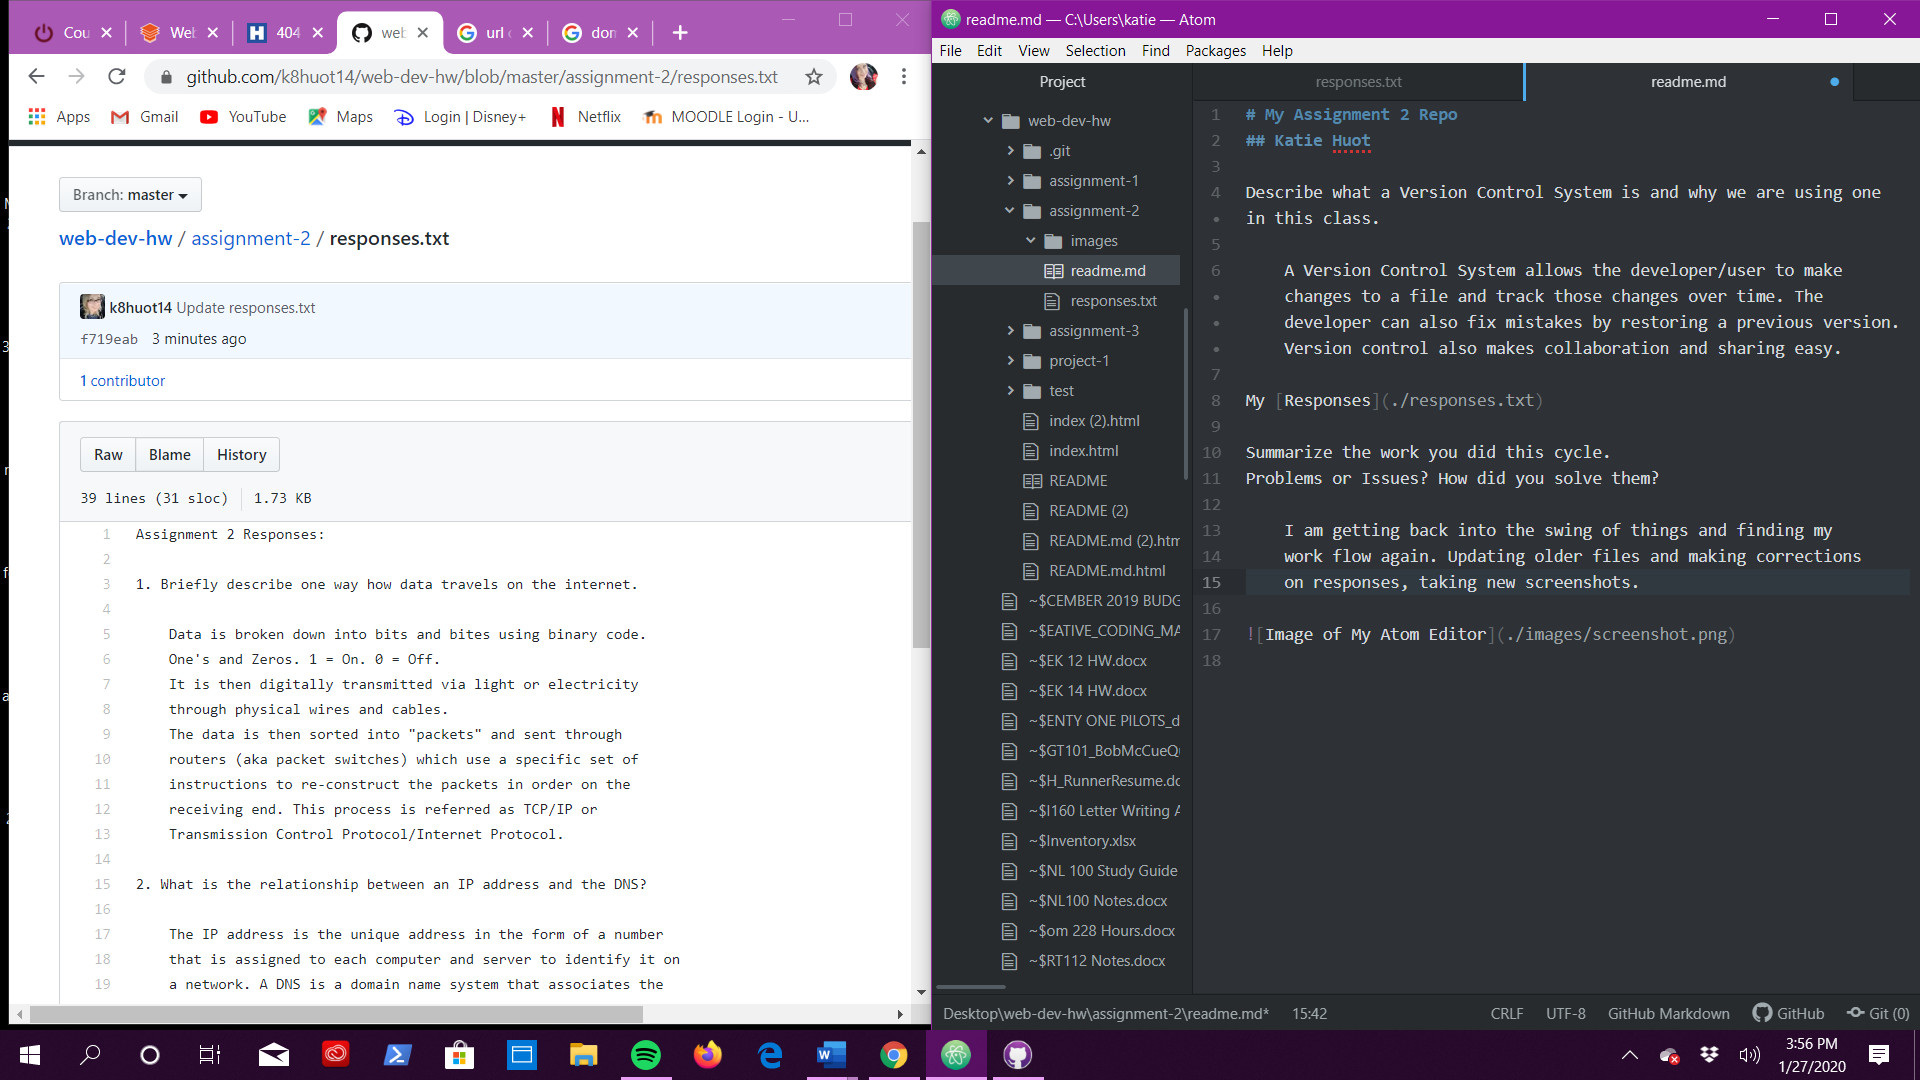 Cou
Web
404
web
url
don
github.com/k8huot14/web-dev-hw/blob/master/assignment-2/responses.txt
Apps
Gmail
YouTube
Maps
Login | Disney+
Netflix
MOODLE Login - U...
Branch: master
web-dev-hw / assignment-2 / responses.txt
k8huot14 Update responses.txt
f719eab 3 minutes ago
1 contributor
Raw
Blame
History
39 lines (31 sloc) 1.73 KB
1 Assignment 2 Responses:
2
3 1. Briefly describe one way how data travels on the internet.
4
5 Data is broken down into bits and bites using binary code.
6 One's and Zeros. 1 = On. 0 = Off.
7 It is then digitally transmitted via light or electricity
8 through physical wires and cables.
9 The data is then sorted into "packets" and sent through
10 routers (aka packet switches) which use a specific set of
11 instructions to re-construct the packets in order on the
12 receiving end. This process is referred as TCP/IP or
13 Transmission Control Protocol/Internet Protocol.
14
15 2. What is the relationship between an IP address and the DNS?
16
17 The IP address is the unique address in the form of a number
18 that is assigned to each computer and server to identify it on
19 a network. A DNS is a domain name system that associates the
readme.md — C:\Users\katie — Atom
File Edit View Selection Find Packages Help
Project
web-dev-hw
.git
assignment-1
assignment-2
images
readme.md
responses.txt
assignment-3
project-1
test
index (2).html
index.html
README
README (2)
README.md (2).htm
README.md.html
~$CEMBER 2019 BUDG
~$EATIVE_CODING_MA
~$EK 12 HW.docx
~$EK 14 HW.docx
~$ENTY ONE PILOTS_d
~$GT101_BobMcCueQu
~$H_RunnerResume.do
~$I160 Letter Writing A
~$Inventory.xlsx
~$NL 100 Study Guide
~$NL100 Notes.docx
~$om 228 Hours.docx
~$RT112 Notes.docx
responses.txt
readme.md
1 # My Assignment 2 Repo
2 ## Katie Huot
3
4 Describe what a Version Control System is and why we are using one
• in this class.
5
6 A Version Control System allows the developer/user to make
• changes to a file and track those changes over time. The
• developer can also fix mistakes by restoring a previous version.
• Version control also makes collaboration and sharing easy.
7
8 My [Responses](./responses.txt)
9
10 Summarize the work you did this cycle.
11 Problems or Issues? How did you solve them?
12
13 I am getting back into the swing of things and finding my
14 work flow again. Updating older files and making corrections
15 on responses, taking new screenshots.
16
17 ![Image of My Atom Editor](./images/screenshot.png)
18
Desktop\web-dev-hw\assignment-2\readme.md* 15:42
CRLF UTF-8 GitHub Markdown GitHub Git (0)
3:56 PM
1/27/2020